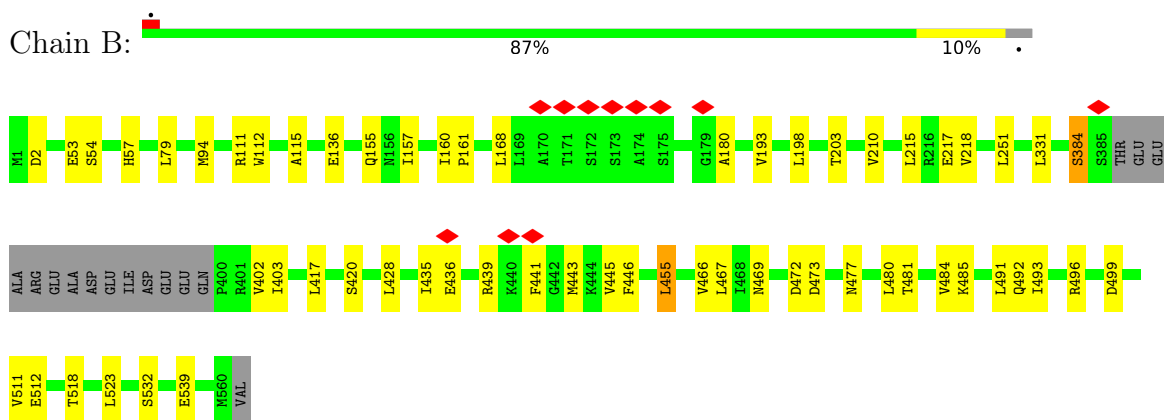 Chain B:
87% 10%
M1 D2 E53 S54 H57 L79 M94 R111 W112 A115 E136 Q155 N156 I157 I160 P161 L168 L169 A170 T171 S172 S173 A174 S175 G179 A180 V193 L198 T203 V210 L215 R216 E217 V218 L251 L331 S384 S385 THR GLU GLU
ALA ARG GLU ALA ASP GLU ILE ASP GLU GLU GLN P400 R401 V402 I403 L417 S420 L428 I435 E436 R439 K440 F441 G442 M443 K444 V445 F446 L455 V466 L467 I468 N469 D472 D473 N477 L480 T481 V484 K485 L491 Q492 I493 R496 D499
V511 E512 T518 L523 S532 E539 M560 VAL